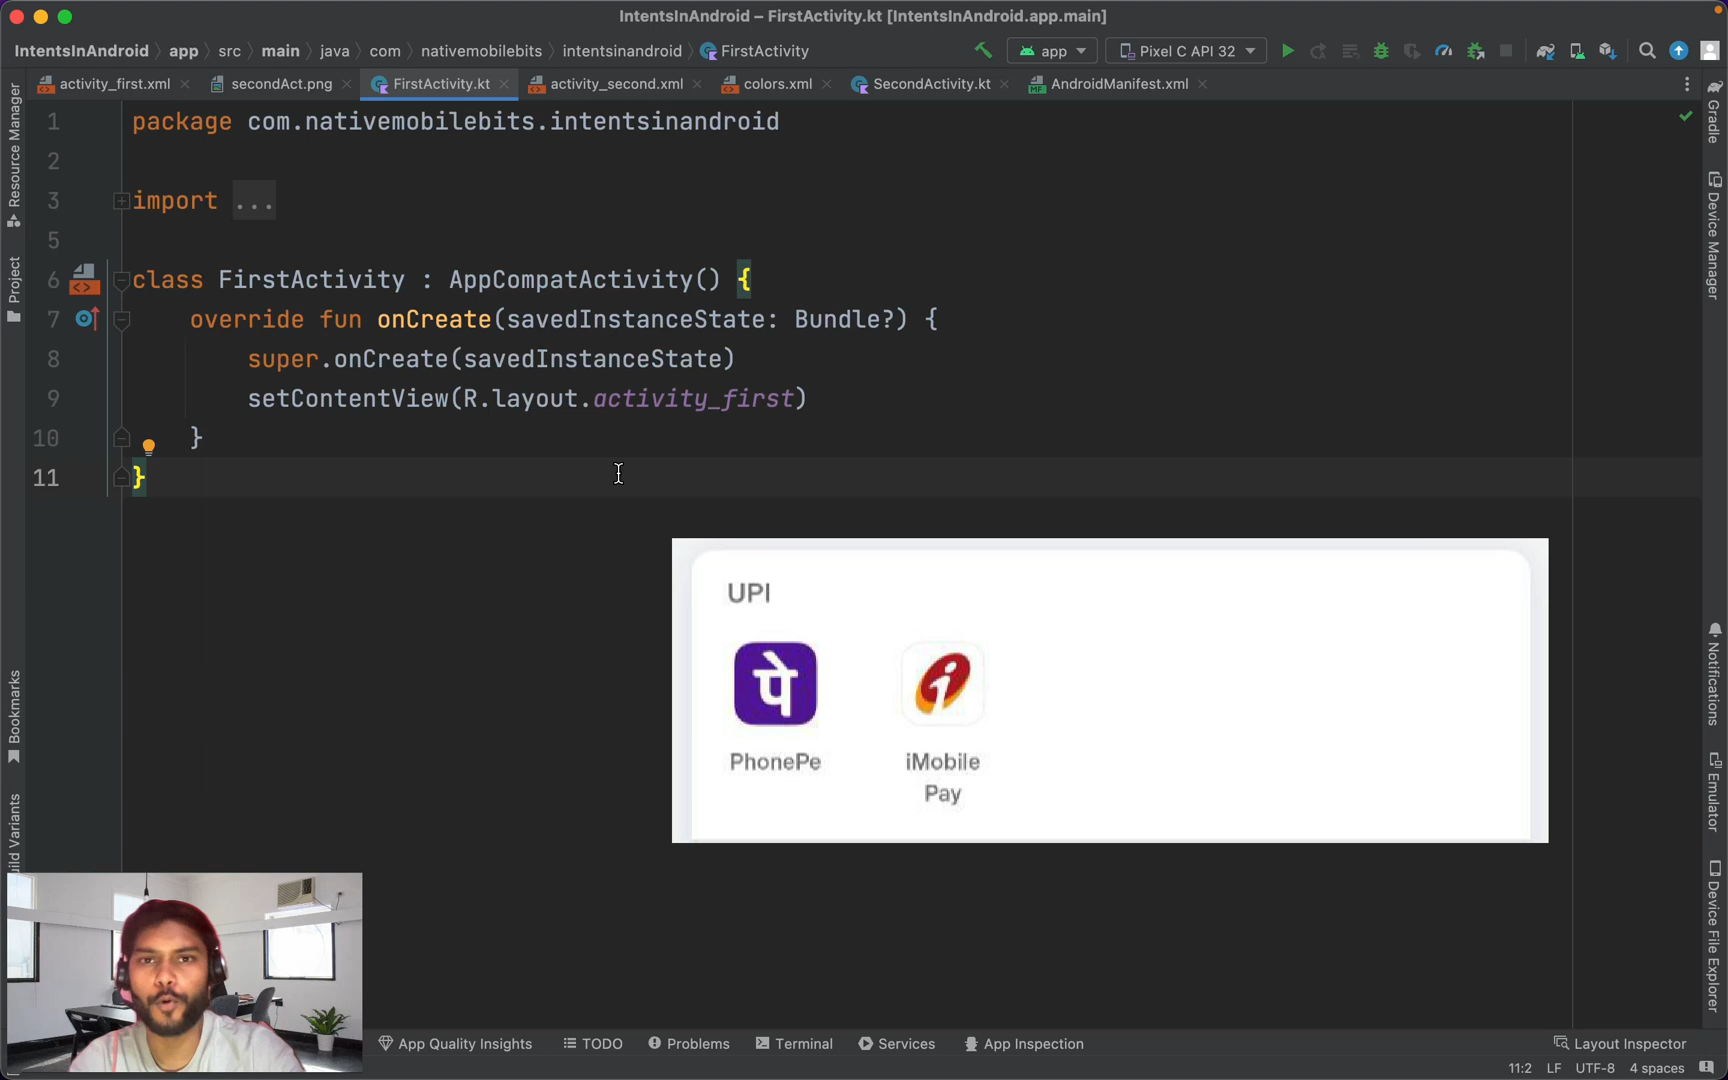 IntentsInAndroid – FirstActivity.kt [IntentsInAndroid.app.main]
IntentsInAndroid app src main java com nativemobilebits intentsinandroid FirstActivity
app Pixel C API 32
activity_first.xml secondAct.png FirstActivity.kt activity_second.xml colors.xml SecondActivity.kt AndroidManifest.xml
Resource Manager
Project
Bookmarks
uild Variants
1 package com.nativemobilebits.intentsinandroid
2
3 import ...
5
6 class FirstActivity : AppCompatActivity() {
7 override fun onCreate(savedInstanceState: Bundle?) {
8 super.onCreate(savedInstanceState)
9 setContentView(R.layout.activity_first)
10 }
11 }
UPI
पे
i
PhonePe
iMobile
Pay
Gradle
Device Manager
Notifications
Emulator
Device File Explorer
App Quality Insights TODO Problems Terminal Services App Inspection Layout Inspector
11:2 LF UTF-8 4 spaces